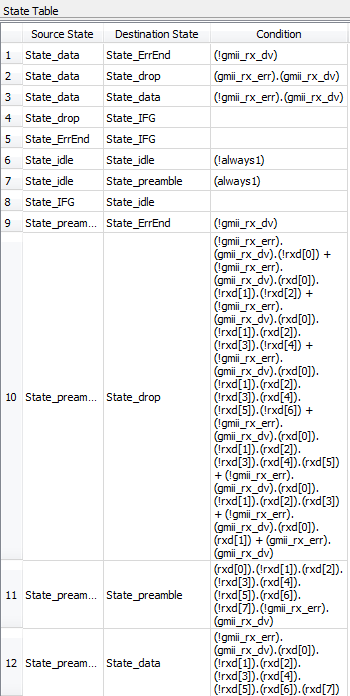 State Table
Source State Destination State Condition
1 State_data State_ErrEnd (!gmii_rx_dv)
2 State_data State_drop (gmii_rx_err).(gmii_rx_dv)
3 State_data State_data (!gmii_rx_err).(gmii_rx_dv)
4 State_drop State_IFG
5 State_ErrEnd State_IFG
6 State_idle State_idle (!always1)
7 State_idle State_preamble (always1)
8 State_IFG State_idle
9 State_pream... State_ErrEnd (!gmii_rx_dv)
10 State_pream... State_drop
(!gmii_rx_err).
(gmii_rx_dv).(!rxd[0]) +
(!gmii_rx_err).
(gmii_rx_dv).(rxd[0]).
(!rxd[1]).(!rxd[2]) +
(!gmii_rx_err).
(gmii_rx_dv).(rxd[0]).
(!rxd[1]).(rxd[2]).
(!rxd[3]).(!rxd[4]) +
(!gmii_rx_err).
(gmii_rx_dv).(rxd[0]).
(!rxd[1]).(rxd[2]).
(!rxd[3]).(rxd[4]).
(!rxd[5]).(!rxd[6]) +
(!gmii_rx_err).
(gmii_rx_dv).(rxd[0]).
(!rxd[1]).(rxd[2]).
(!rxd[3]).(rxd[4]).(rxd[5])
+ (!gmii_rx_err).
(gmii_rx_dv).(rxd[0]).
(!rxd[1]).(rxd[2]).(rxd[3])
+ (!gmii_rx_err).
(gmii_rx_dv).(rxd[0]).
(rxd[1]) + (gmii_rx_err).
(gmii_rx_dv)
11 State_pream... State_preamble
(rxd[0]).(!rxd[1]).(rxd[2]).
(!rxd[3]).(rxd[4]).
(!rxd[5]).(rxd[6]).
(!rxd[7]).(!gmii_rx_err).
(gmii_rx_dv)
12 State_pream... State_data
(!gmii_rx_err).
(gmii_rx_dv).(rxd[0]).
(!rxd[1]).(rxd[2]).
(!rxd[3]).(rxd[4]).
(!rxd[5]).(rxd[6]).(rxd[7])